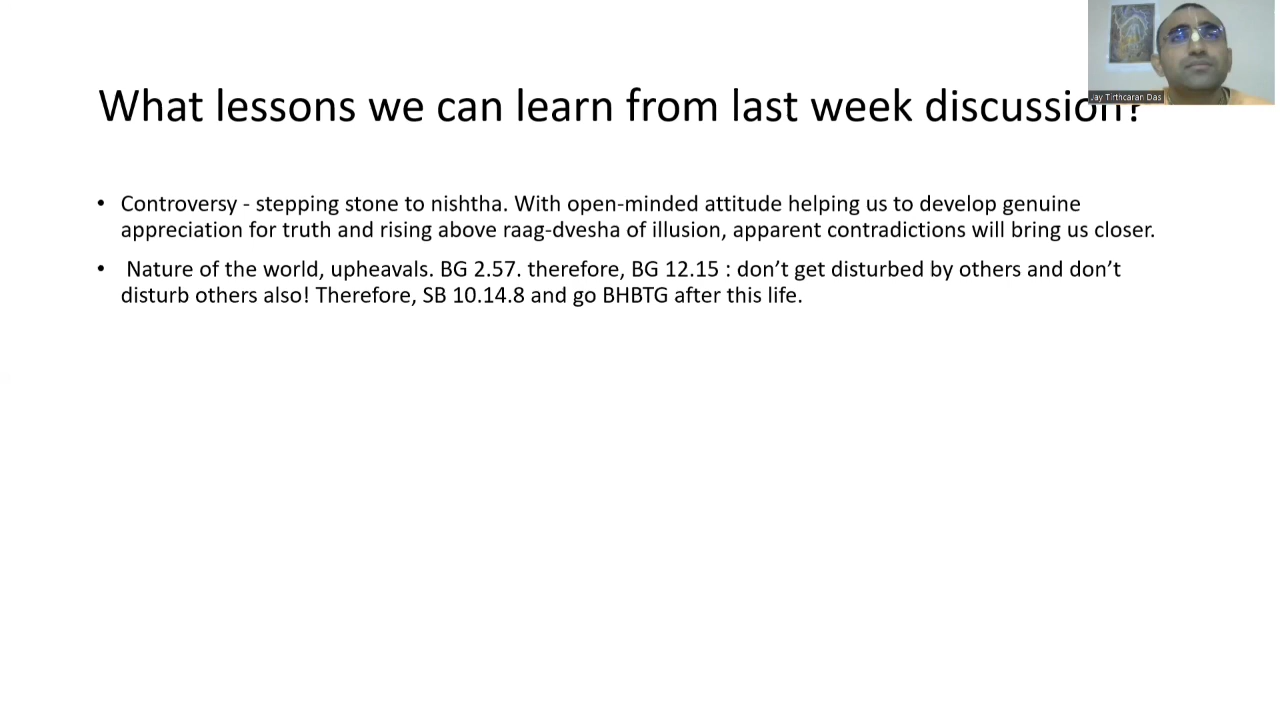 What lessons we can learn from last week discussion?
Jay Tirthcaran Das
• Controversy - stepping stone to nishtha. With open-minded attitude helping us to develop genuine
appreciation for truth and rising above raag-dvesha of illusion, apparent contradictions will bring us closer.
• Nature of the world, upheavals. BG 2.57. therefore, BG 12.15 : don’t get disturbed by others and don’t
disturb others also! Therefore, SB 10.14.8 and go BHBTG after this life.